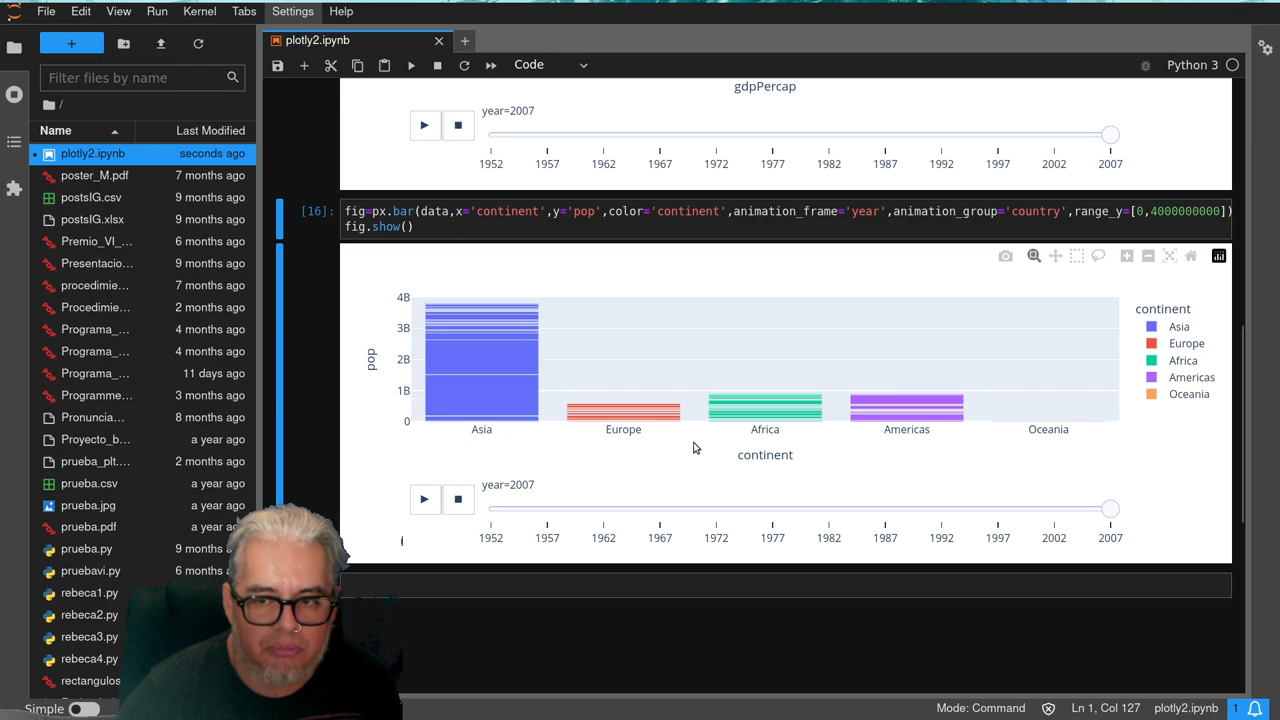 File Edit View Run Kernel Tabs Settings Help
plotly2.ipynb
Filter files by name
/
Name Last Modified
plotly2.ipynb seconds ago
poster_M.pdf 7 months ago
postsIG.csv 9 months ago
postsIG.xlsx 9 months ago
Premio_VI_... 6 months ago
Presentacio... 9 months ago
procedimie... 7 months ago
Procedimie... 2 months ago
Programa_... 4 months ago
Programa_... 4 months ago
Programa_... 11 days ago
Programme... 3 months ago
Pronuncia... 9 months ago
Proyecto_b... a year ago
prueba_plt.... 2 months ago
prueba.csv a year ago
prueba.jpg a year ago
prueba.pdf a year ago
prueba.py 9 months
pruebavi.py 6 months
rebeca1.py
rebeca2.py
rebeca3.py
rebeca4.py
rectangulos
Simple
Code
Python 3
gdpPercap
year=2007
1952 1957 1962 1967 1972 1977 1982 1987 1992 1997 2002 2007
[16]: fig=px.bar(data,x='continent',y='pop',color='continent',animation_frame='year',animation_group='country',range_y=[0,4000000000])
fig.show()
4B
3B
2B
1B
0
pop
Asia Europe Africa Americas Oceania
continent
continent
Asia
Europe
Africa
Americas
Oceania
year=2007
1952 1957 1962 1967 1972 1977 1982 1987 1992 1997 2002 2007
Mode: Command Ln 1, Col 127 plotly2.ipynb 1